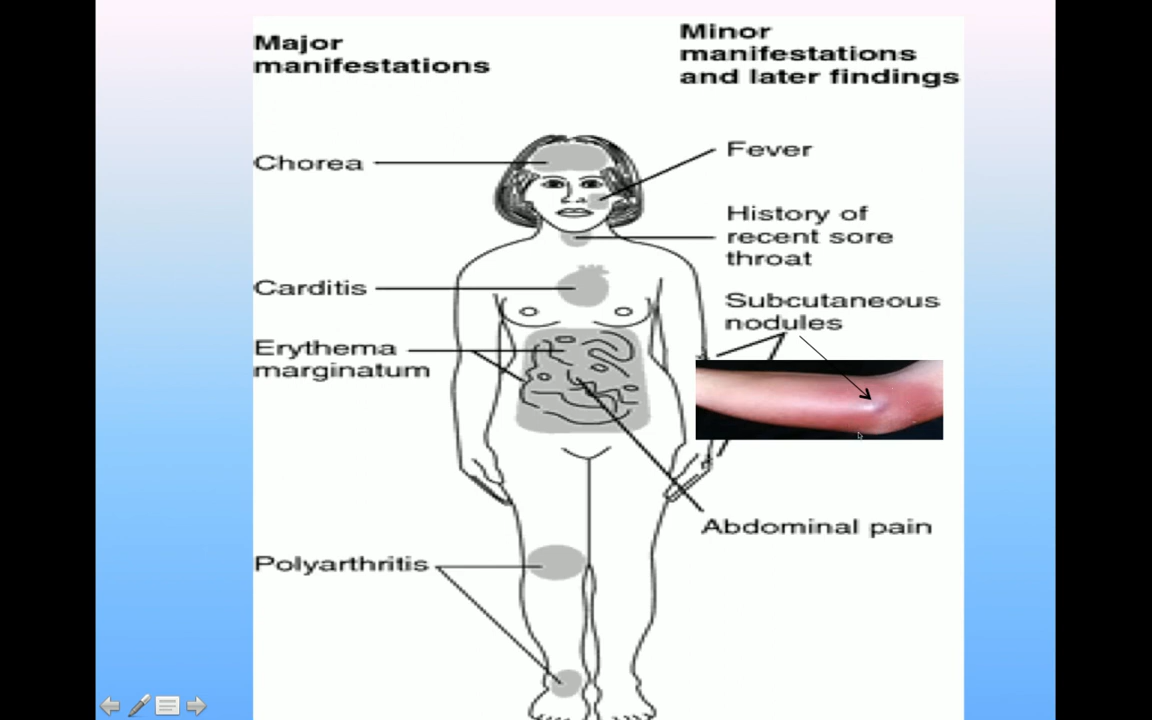 Major
manifestations
Minor
manifestations
and later findings
Chorea
Fever
History of
recent sore
throat
Carditis
Subcutaneous
nodules
Erythema
marginatum
Abdominal pain
Polyarthritis